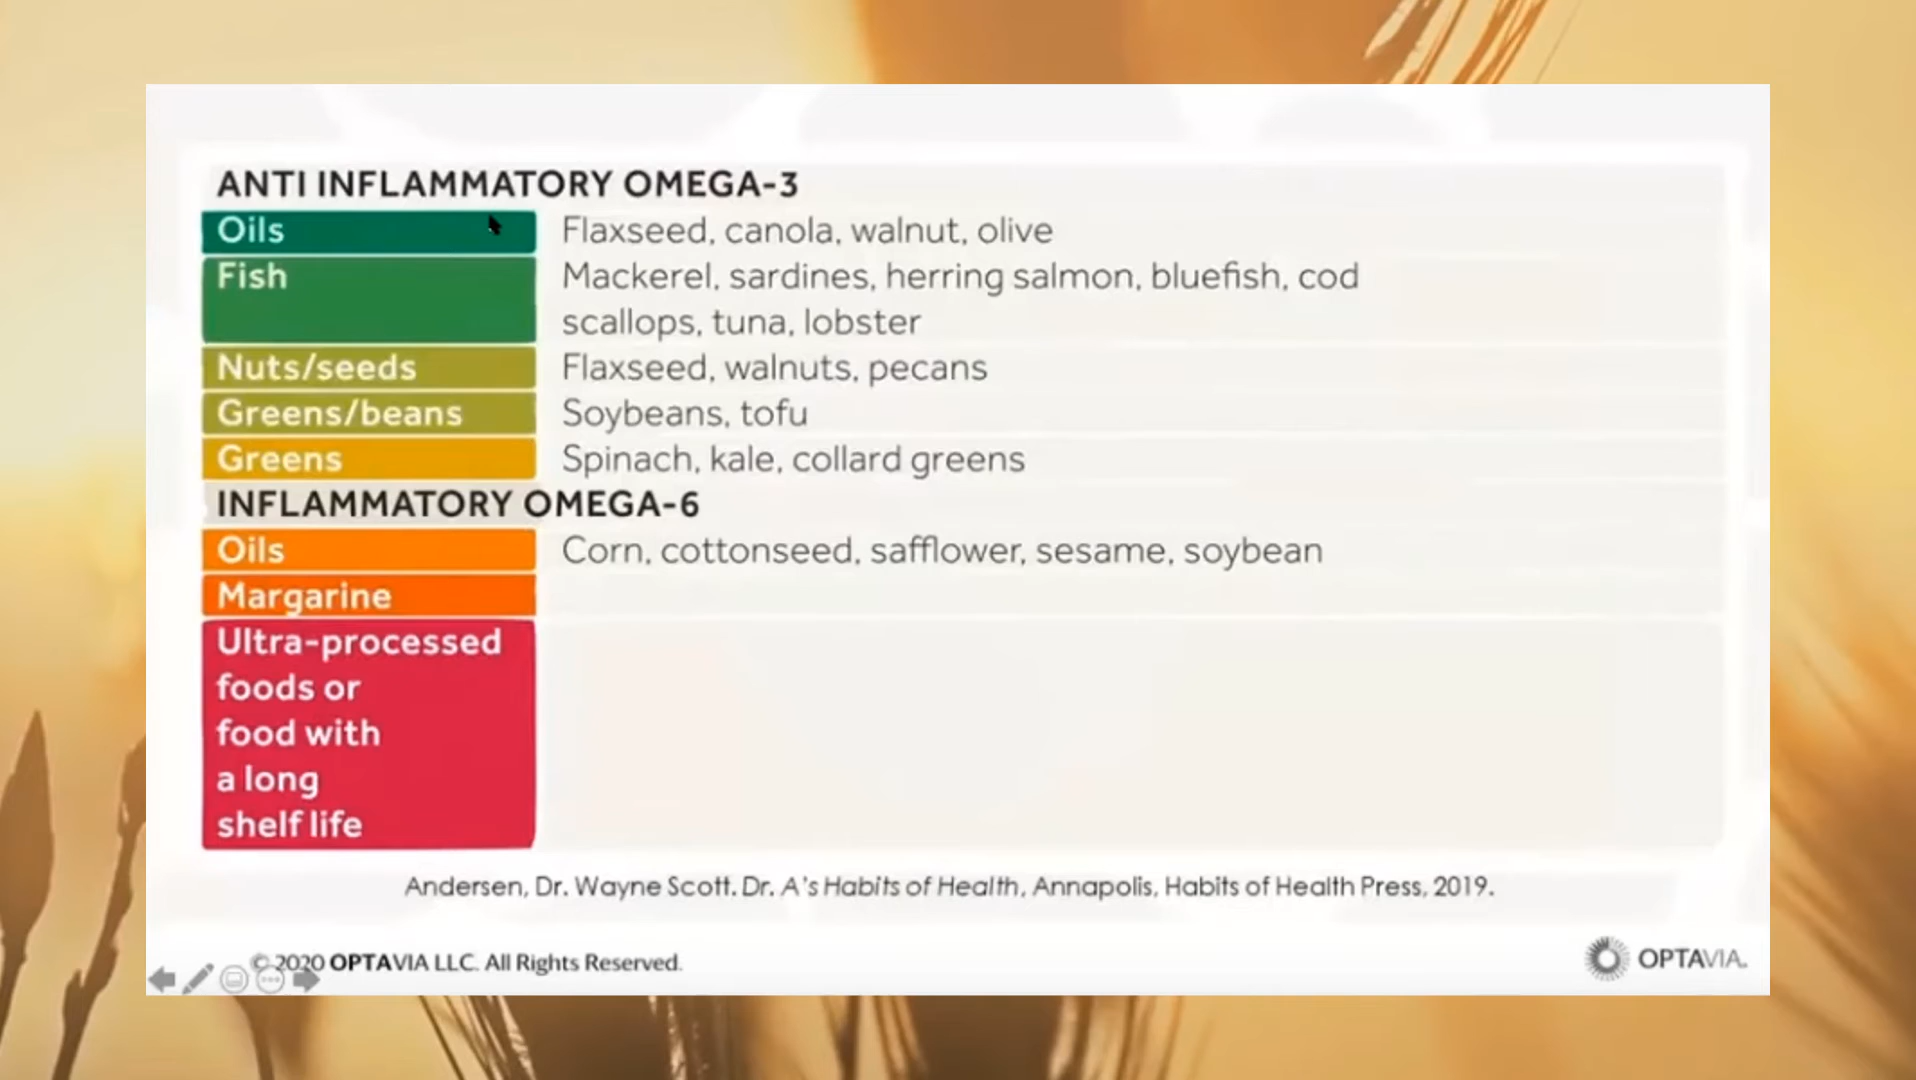 ANTI INFLAMMATORY OMEGA-3
Oils Flaxseed, canola, walnut, olive
Fish Mackerel, sardines, herring salmon, bluefish, cod
scallops, tuna, lobster
Nuts/seeds Flaxseed, walnuts, pecans
Greens/beans Soybeans, tofu
Greens Spinach, kale, collard greens
INFLAMMATORY OMEGA-6
Oils Corn, cottonseed, safflower, sesame, soybean
Margarine
Ultra-processed
foods or
food with
a long
shelf life
Andersen, Dr. Wayne Scott. Dr. A's Habits of Health, Annapolis, Habits of Health Press, 2019.
© 2020 OPTAVIA LLC. All Rights Reserved.
OPTAVIA.